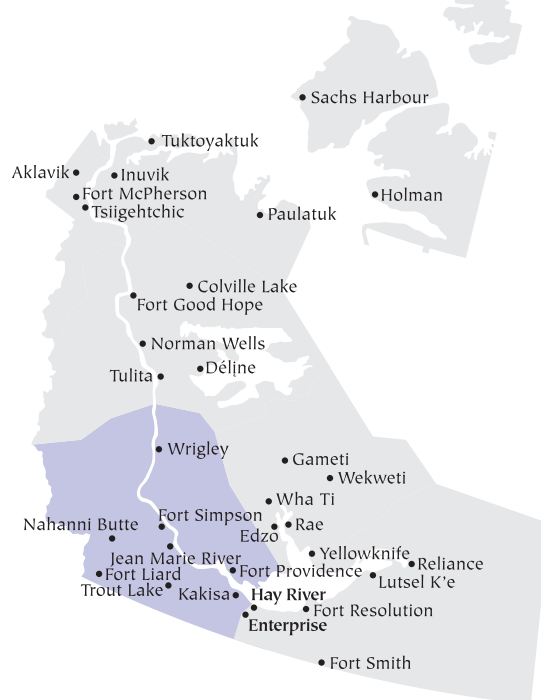 Sachs Harbour
Tuktoyaktuk
Aklavik
Inuvik
Fort McPherson
Holman
Tsiigehtchic
Paulatuk
Colville Lake
Fort Good Hope
Norman Wells
Délįne
Tulita
Wrigley
Gameti
Wekweti
Wha Ti
Fort Simpson
Nahanni Butte
Rae
Edzo
Jean Marie River
Yellowknife
Reliance
Fort Providence
Fort Liard
Lutsel K'e
Trout Lake
Kakisa
Hay River
Fort Resolution
Enterprise
Fort Smith